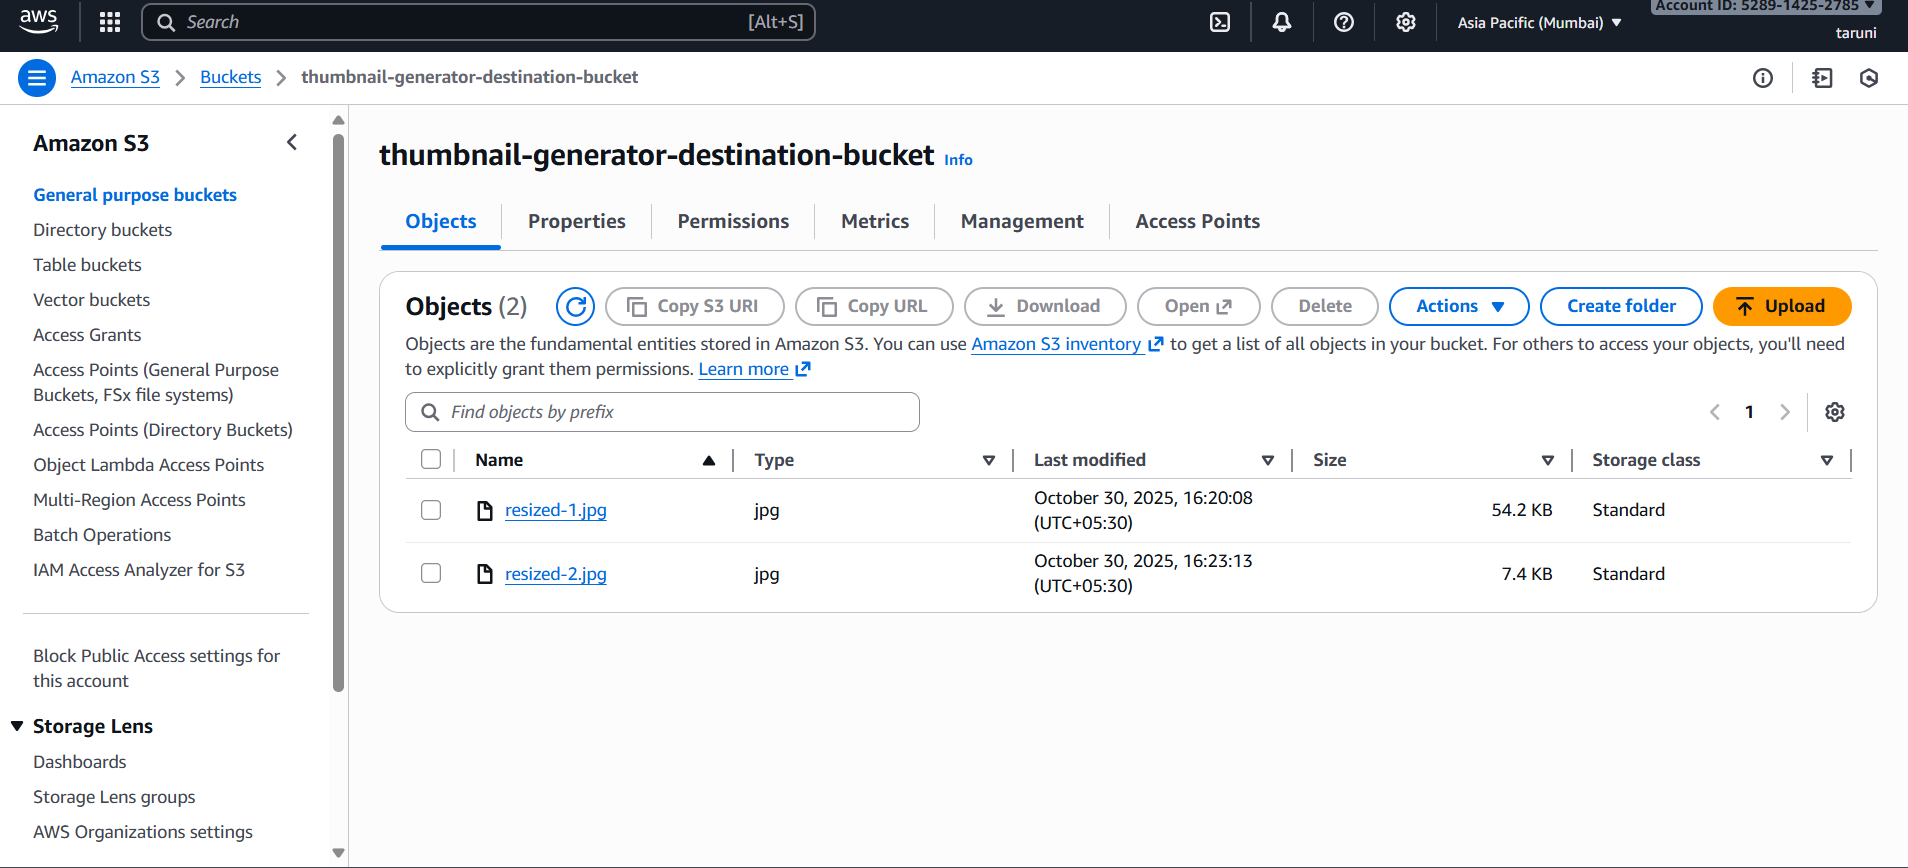 aws
Search
[Alt+S]
Asia Pacific (Mumbai)
Account ID: 5289-1425-2785
taruni
Amazon S3
Buckets
thumbnail-generator-destination-bucket
Amazon S3
General purpose buckets
Directory buckets
Table buckets
Vector buckets
Access Grants
Access Points (General Purpose
Buckets, FSx file systems)
Access Points (Directory Buckets)
Object Lambda Access Points
Multi-Region Access Points
Batch Operations
IAM Access Analyzer for S3
Block Public Access settings for
this account
Storage Lens
Dashboards
Storage Lens groups
AWS Organizations settings
thumbnail-generator-destination-bucket Info
Objects
Properties
Permissions
Metrics
Management
Access Points
Objects (2)
Copy S3 URI
Copy URL
Download
Open
Delete
Actions
Create folder
Upload
Objects are the fundamental entities stored in Amazon S3. You can use Amazon S3 inventory to get a list of all objects in your bucket. For others to access your objects, you'll need
to explicitly grant them permissions. Learn more
Find objects by prefix
1
Name
Type
Last modified
Size
Storage class
resized-1.jpg
jpg
October 30, 2025, 16:20:08
(UTC+05:30)
54.2 KB
Standard
resized-2.jpg
jpg
October 30, 2025, 16:23:13
(UTC+05:30)
7.4 KB
Standard